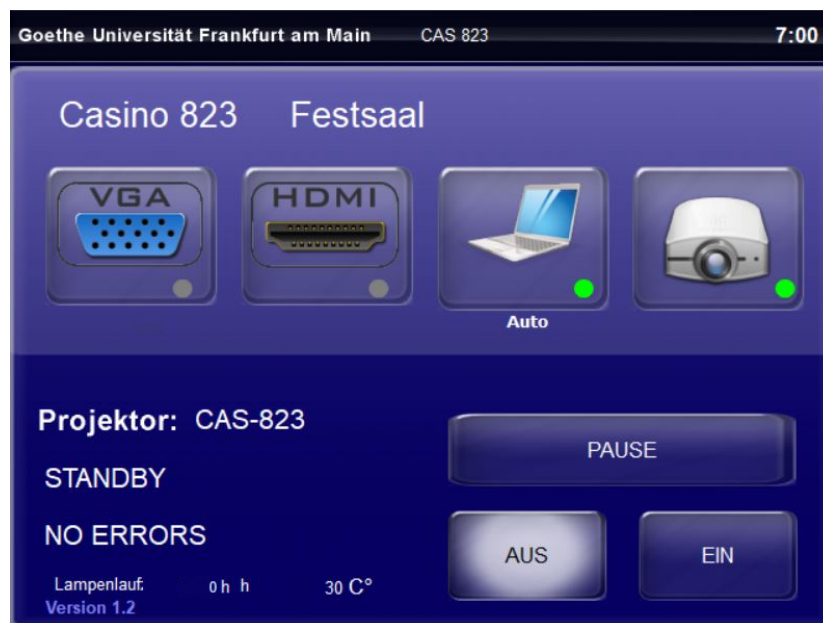 Goethe Universität Frankfurt am Main CAS 823 7:00
Casino 823 Festsaal
VGA HDMI
Auto
Projektor: CAS-823
PAUSE
STANDBY
NO ERRORS
AUS EIN
Lampenlauf: 0 h h 30 C°
Version 1.2